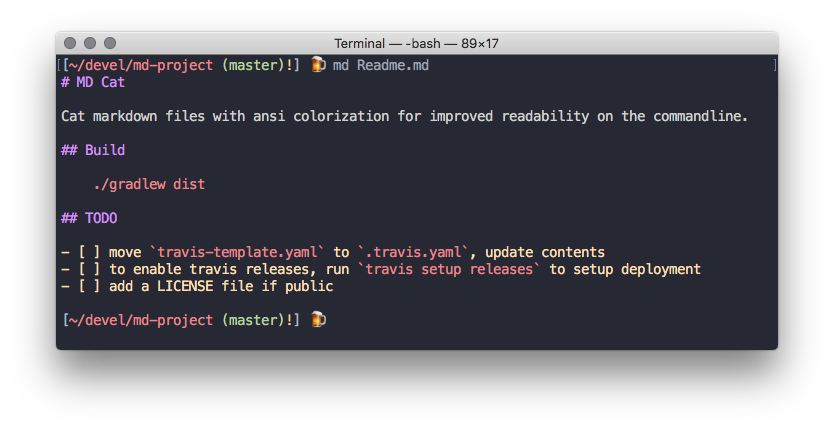 Terminal — -bash — 89×17
[[~/devel/md-project (master)!] 🍺 md Readme.md ]
# MD Cat
Cat markdown files with ansi colorization for improved readability on the commandline.
## Build
./gradlew dist
## TODO
- [ ] move `travis-template.yaml` to `.travis.yaml`, update contents
- [ ] to enable travis releases, run `travis setup releases` to setup deployment
- [ ] add a LICENSE file if public
[~/devel/md-project (master)!] 🍺